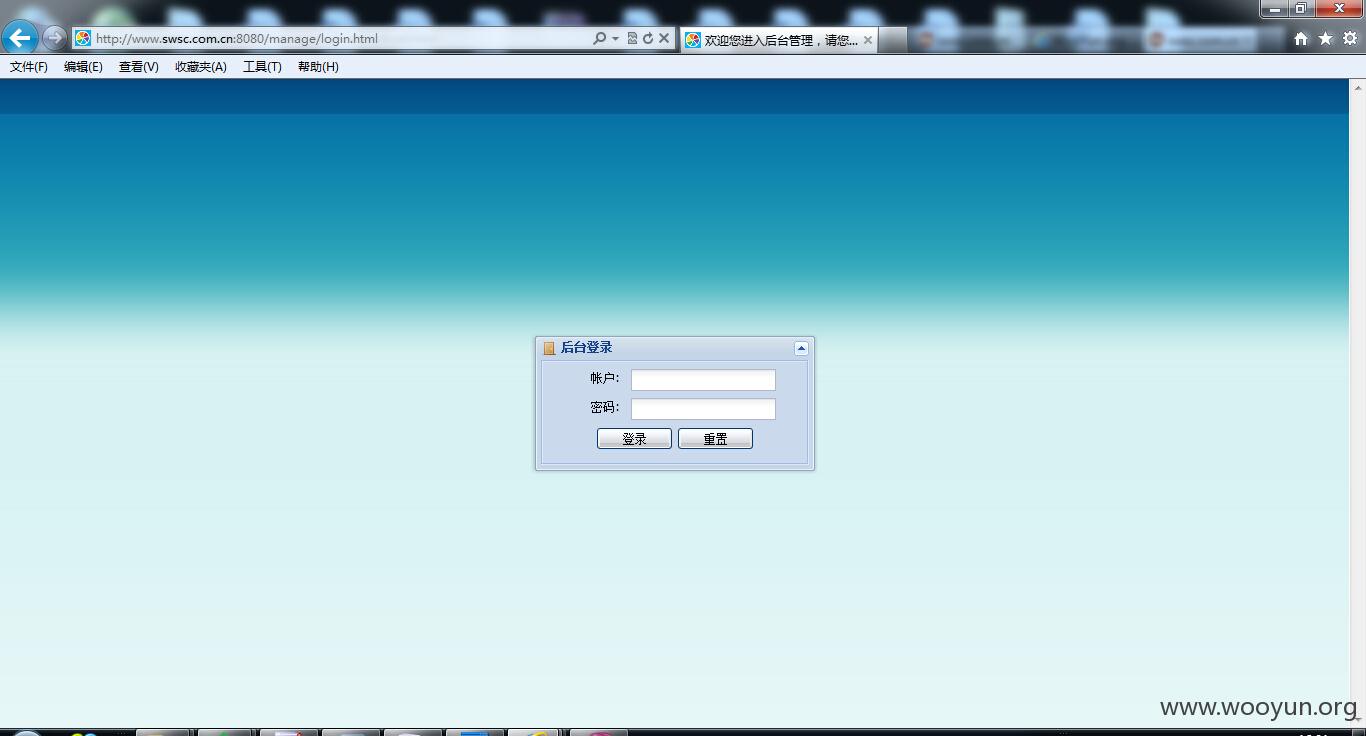 http://www.swsc.com.cn:8080/manage/login.html
欢迎您进入后台管理，请您...
文件(F) 编辑(E) 查看(V) 收藏夹(A) 工具(T) 帮助(H)
后台登录
帐户:
密码:
登录 重置
www.wooyun.org